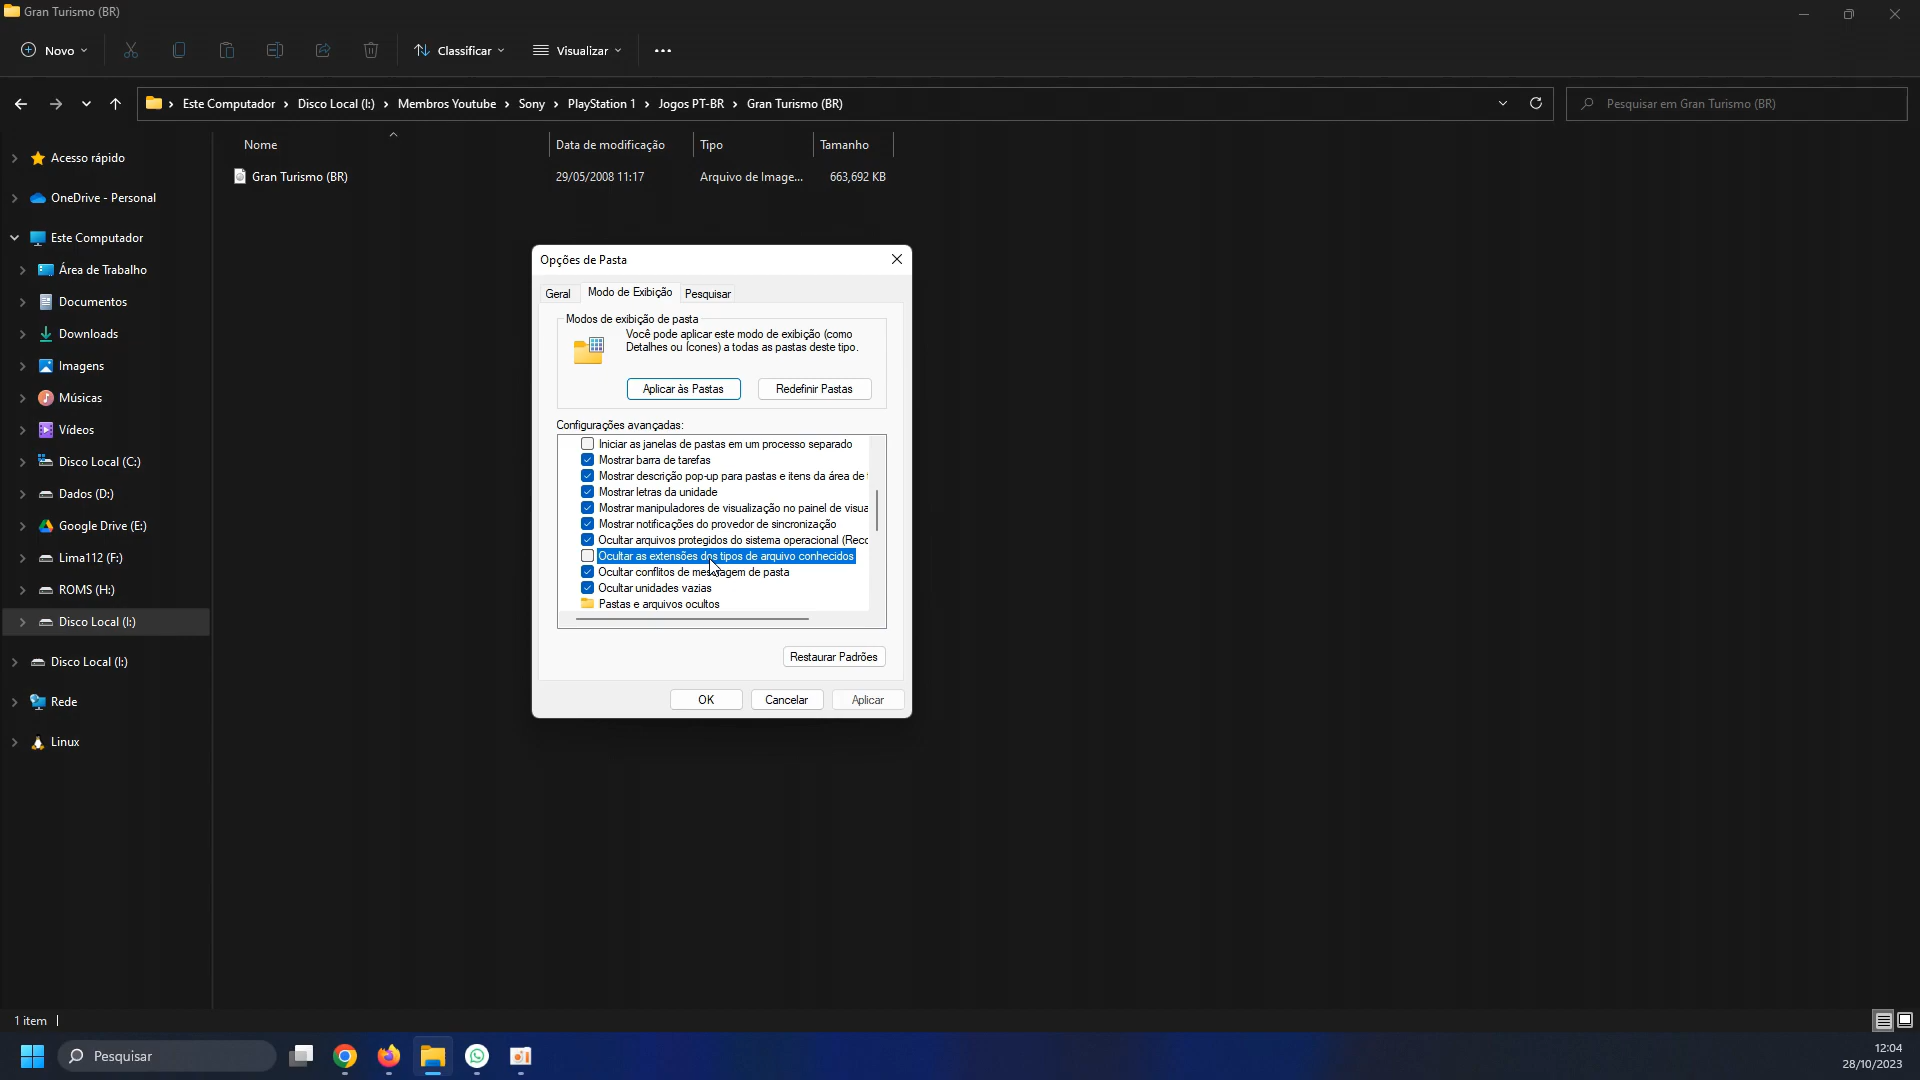 Gran Turismo (BR)
Novo
Classificar
Visualizar
Este Computador
Disco Local (I:)
Membros Youtube
Sony
PlayStation 1
Jogos PT-BR
Gran Turismo (BR)
Pesquisar em Gran Turismo (BR)
Nome
Data de modificação
Tipo
Tamanho
Gran Turismo (BR)
29/05/2008 11:17
Arquivo de Image...
663,692 KB
Acesso rápido
OneDrive - Personal
Este Computador
Área de Trabalho
Documentos
Downloads
Imagens
Músicas
Vídeos
Disco Local (C:)
Dados (D:)
Google Drive (E:)
Lima112 (F:)
ROMS (H:)
Disco Local (I:)
Disco Local (I:)
Rede
Linux
Opções de Pasta
Geral
Modo de Exibição
Pesquisar
Modos de exibição de pasta
Você pode aplicar este modo de exibição (como
Detalhes ou Ícones) a todas as pastas deste tipo.
Aplicar às Pastas
Redefinir Pastas
Configurações avançadas:
Iniciar as janelas de pastas em um processo separado
Mostrar barra de tarefas
Mostrar descrição pop-up para pastas e itens da área de
Mostrar letras da unidade
Mostrar manipuladores de visualização no painel de visua
Mostrar notificações do provedor de sincronização
Ocultar arquivos protegidos do sistema operacional (Reco
Ocultar as extensões dos tipos de arquivo conhecidos
Ocultar conflitos de mesclagem de pasta
Ocultar unidades vazias
Pastas e arquivos ocultos
Restaurar Padrões
OK
Cancelar
Aplicar
1 item
Pesquisar
12:04
28/10/2023